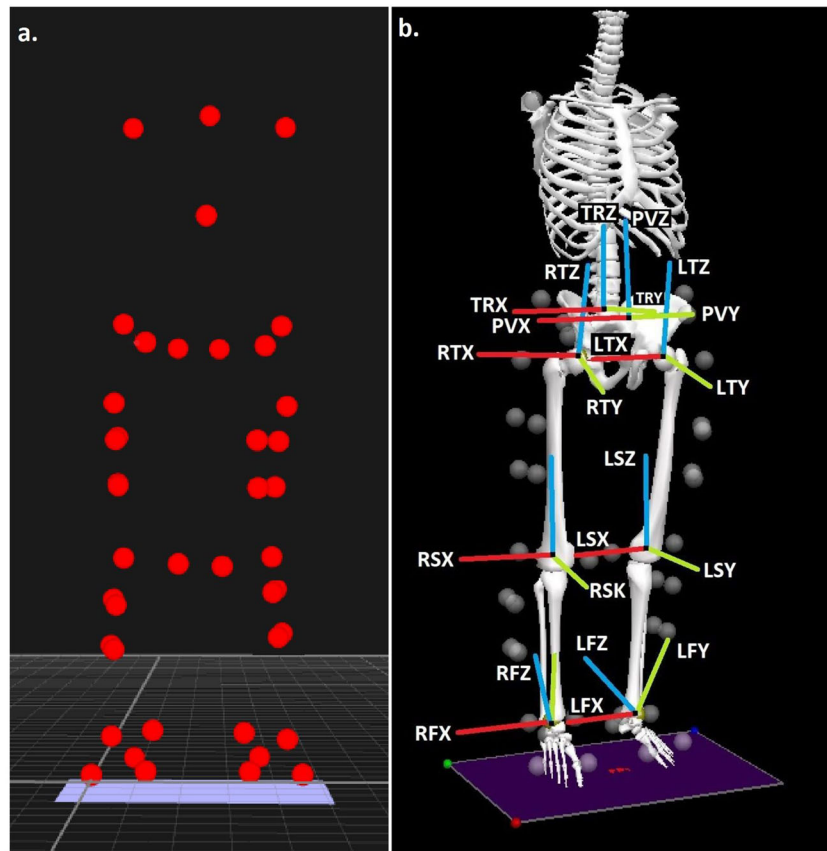 a.
b.
TRZ
PVZ
RTZ
LTZ
TRX
TRY
PVX
PVY
RTX
LTX
LTY
RTY
LSZ
LSX
RSX
LSY
RSK
LFZ
LFY
RFZ
LFX
RFX